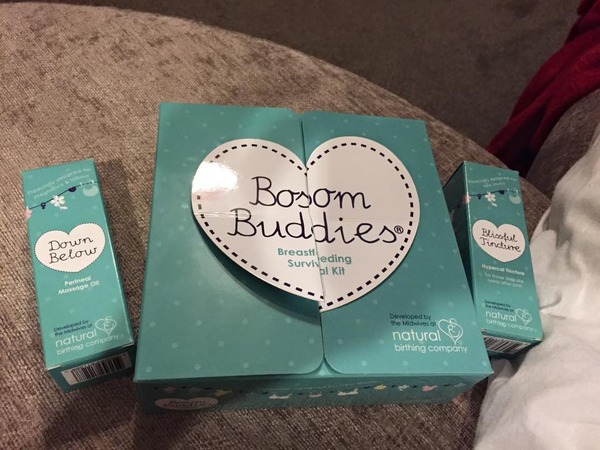 Down
Below
Perineal
Massage Oil
Developed by
the Midwives at
natural
birthing company
Bosom
Buddies®
Breastfeeding
Survival Kit
Developed by
the Midwives at
natural
birthing company
Blissful
Tincture
Hypercal Tincture
Developed by
the Midwives at
natural
birthing company